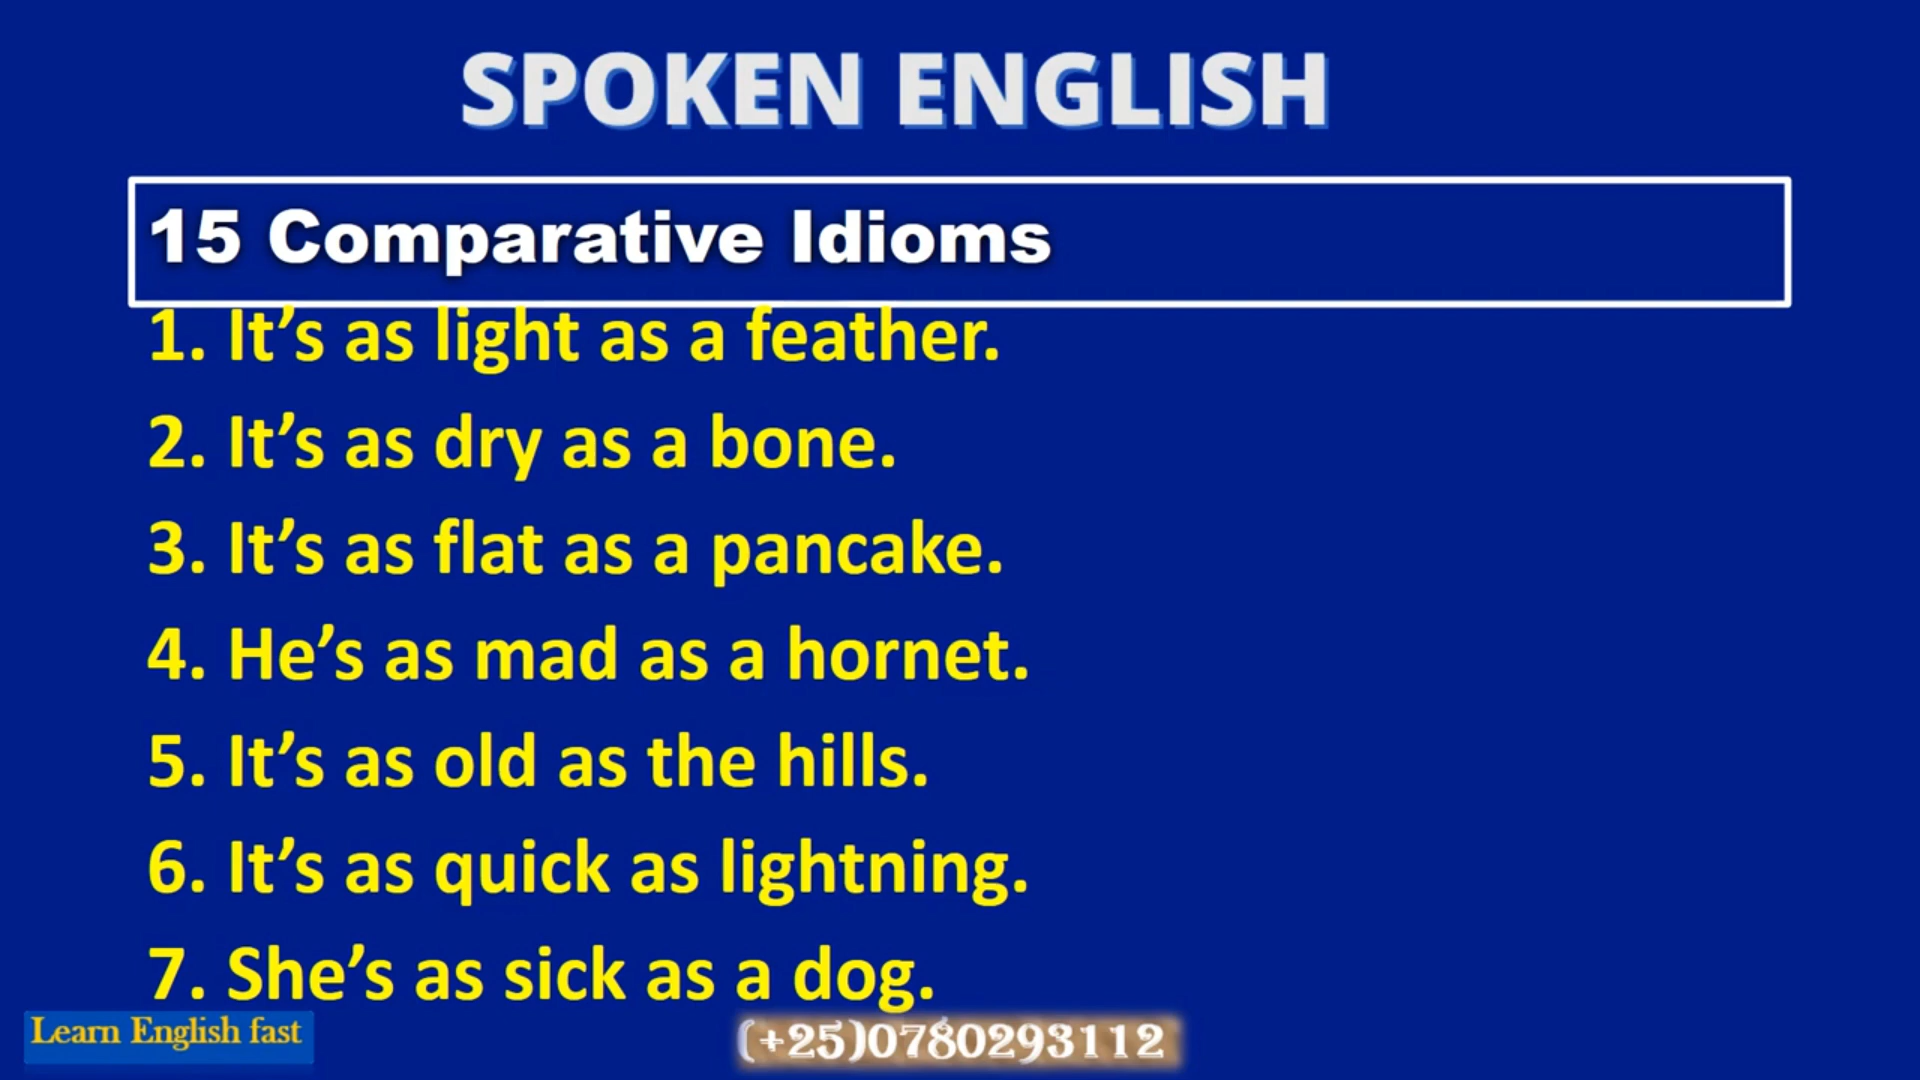 SPOKEN ENGLISH
15 Comparative Idioms
1. It’s as light as a feather.
2. It’s as dry as a bone.
3. It’s as flat as a pancake.
4. He’s as mad as a hornet.
5. It’s as old as the hills.
6. It’s as quick as lightning.
7. She’s as sick as a dog.
Learn English fast
(+25)0780293112